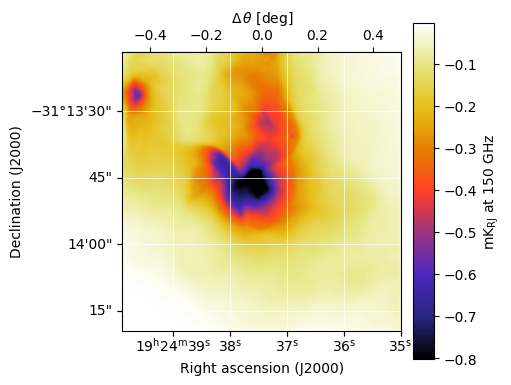 Δ θ [deg]
−0.4 −0.2 0.0 0.2 0.4
−31°13'30"
45"
14'00"
15"
Declination (J2000)
19ʰ24ᵐ39ˢ 38ˢ 37ˢ 36ˢ 35ˢ
Right ascension (J2000)
−0.1
−0.2
−0.3
−0.4
−0.5
−0.6
−0.7
−0.8
mK_RJ at 150 GHz